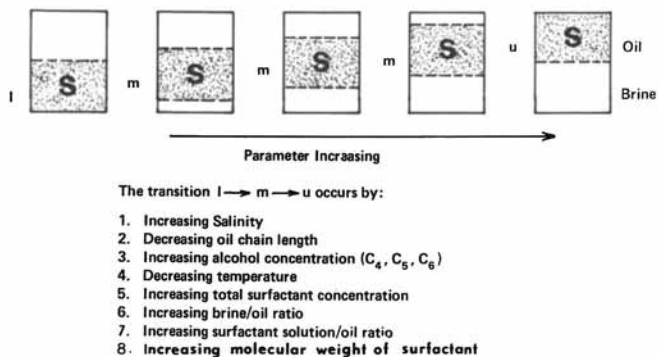 S S S S S
l m m m u
Oil
Brine
Parameter Incraasing
The transition l → m → u occurs by:
1. Increasing Salinity
2. Decreasing oil chain length
3. Increasing alcohol concentration (C4, C5, C6)
4. Decreasing temperature
5. Increasing total surfactant concentration
6. Increasing brine/oil ratio
7. Increasing surfactant solution/oil ratio
8. Increasing molecular weight of surfactant